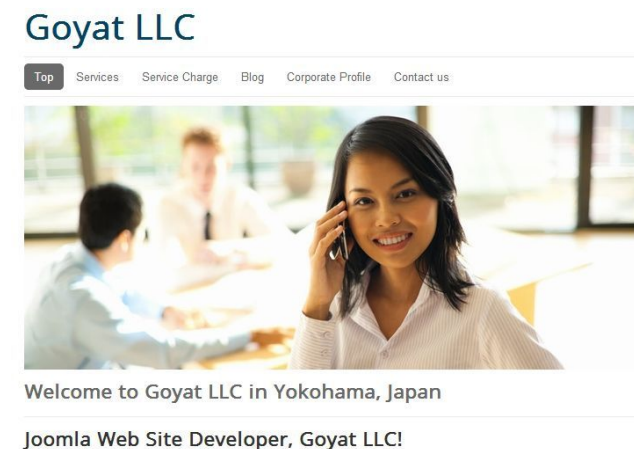 Goyat LLC
Top Services Service Charge Blog Corporate Profile Contact us
Welcome to Goyat LLC in Yokohama, Japan
Joomla Web Site Developer, Goyat LLC!